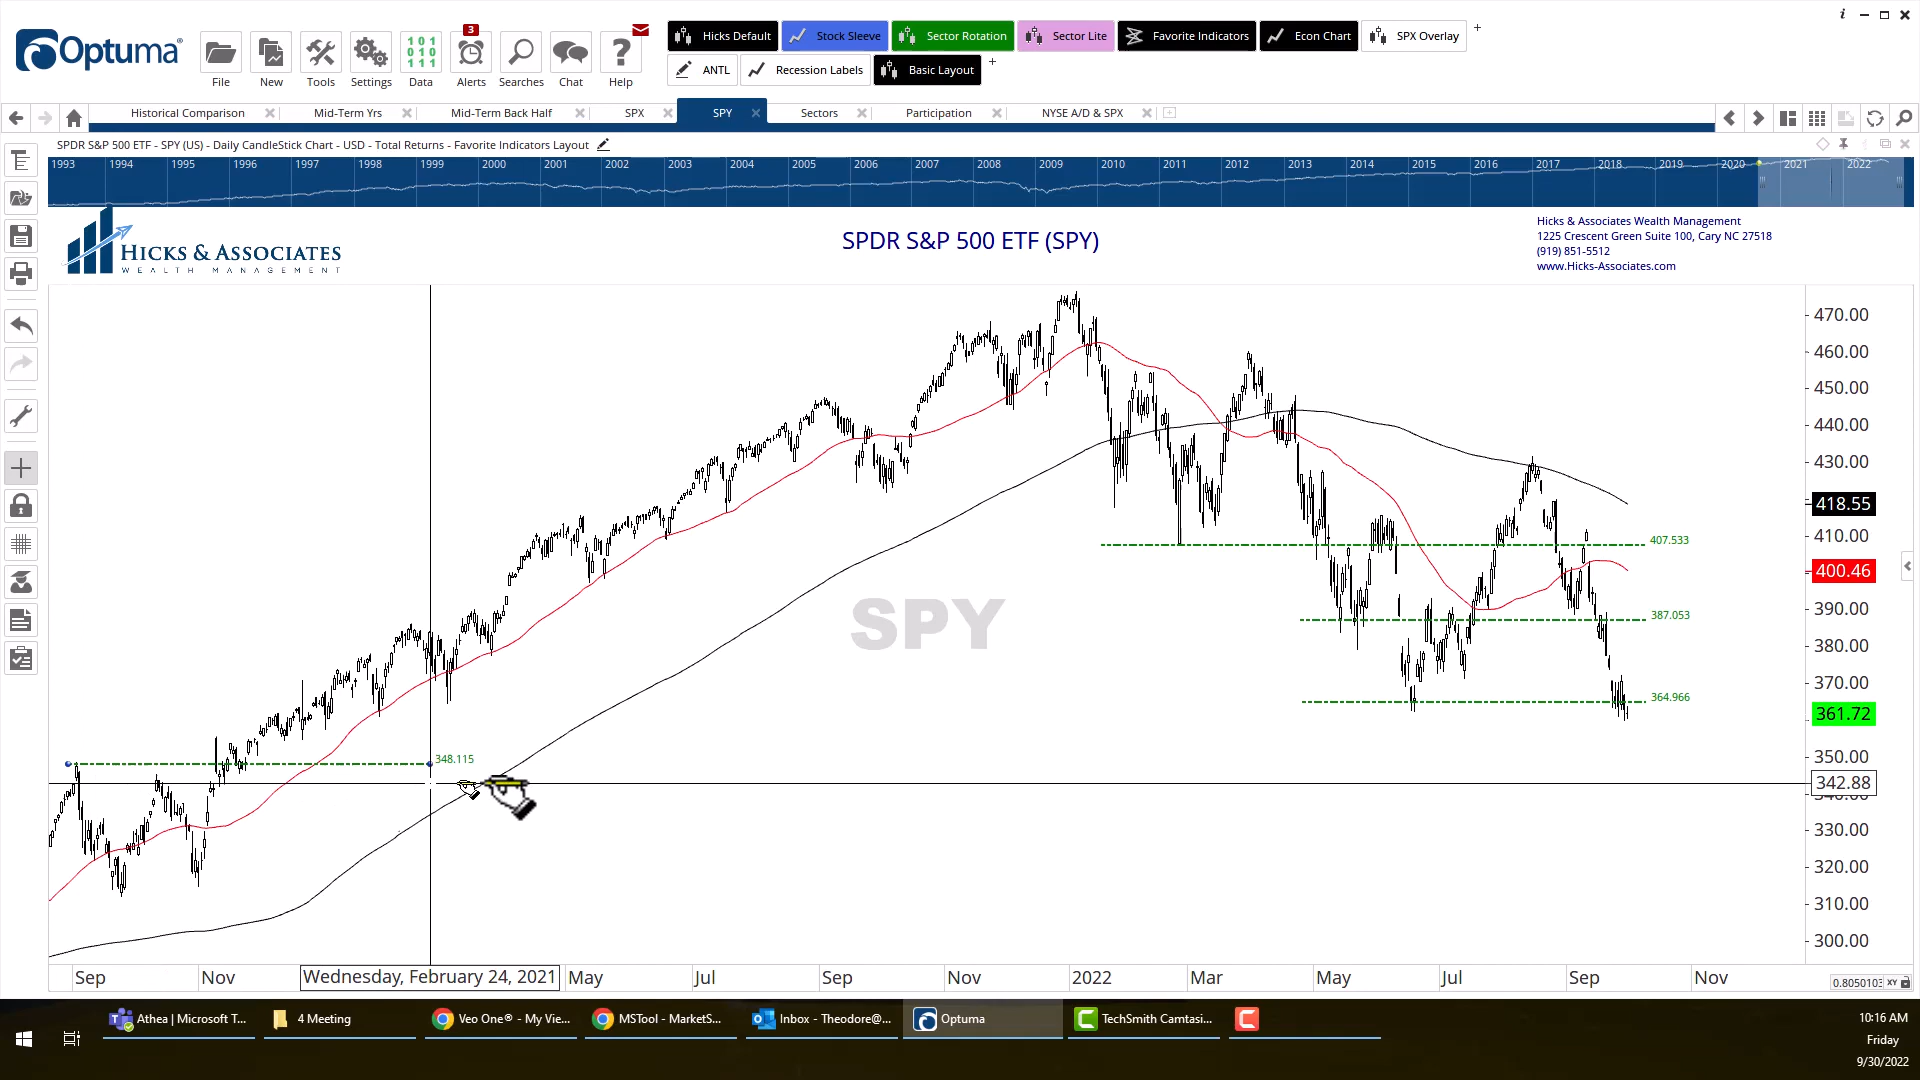 Optuma
3
101
010
111
?
File New Tools Settings Data Alerts Searches Chat Help
Hicks Default Stock Sleeve Sector Rotation Sector Lite Favorite Indicators Econ Chart SPX Overlay +
ANTL Recession Labels Basic Layout +
Historical Comparison Mid-Term Yrs Mid-Term Back Half SPX SPY Sectors Participation NYSE A/D & SPX
SPDR S&P 500 ETF - SPY (US) - Daily CandleStick Chart - USD - Total Returns - Favorite Indicators Layout
1993 1994 1995 1996 1997 1998 1999 2000 2001 2002 2003 2004 2005 2006 2007 2008 2009 2010 2011 2012 2013 2014 2015 2016 2017 2018 2019 2020 2021 2022
HICKS & ASSOCIATES
WEALTH MANAGEMENT
SPDR S&P 500 ETF (SPY)
Hicks & Associates Wealth Management
1225 Crescent Green Suite 100, Cary NC 27518
(919) 851-5512
www.Hicks-Associates.com
470.00
460.00
450.00
440.00
430.00
418.55
410.00
407.533
400.46
390.00
387.053
380.00
370.00
364.966
361.72
350.00
348.115
342.88
330.00
320.00
310.00
300.00
SPY
Sep Nov Wednesday, February 24, 2021 May Jul Sep Nov 2022 Mar May Jul Sep Nov
0.8050103 XY
Athea | Microsoft T... 4 Meeting Veo One® - My Vie... MSTool - MarketS... Inbox - Theodore@... Optuma TechSmith Camtasi...
10:16 AM
Friday
9/30/2022